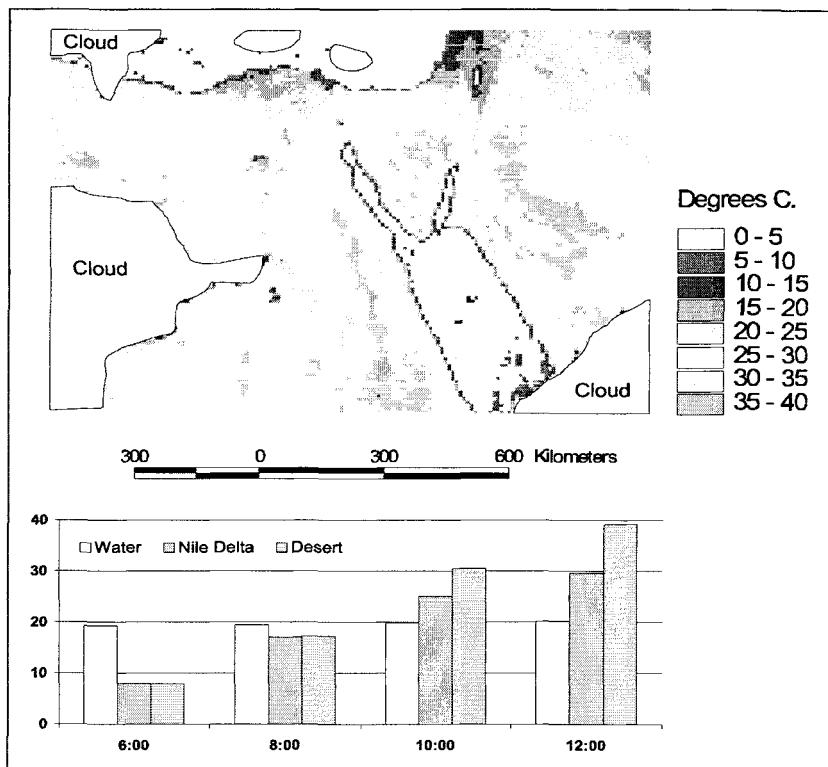 Cloud
Cloud
Cloud
Degrees C.
0 - 5
5 - 10
10 - 15
15 - 20
20 - 25
25 - 30
30 - 35
35 - 40
300 0 300 600 Kilometers
40
30
20
10
0
Water Nile Delta Desert
6:00 8:00 10:00 12:00